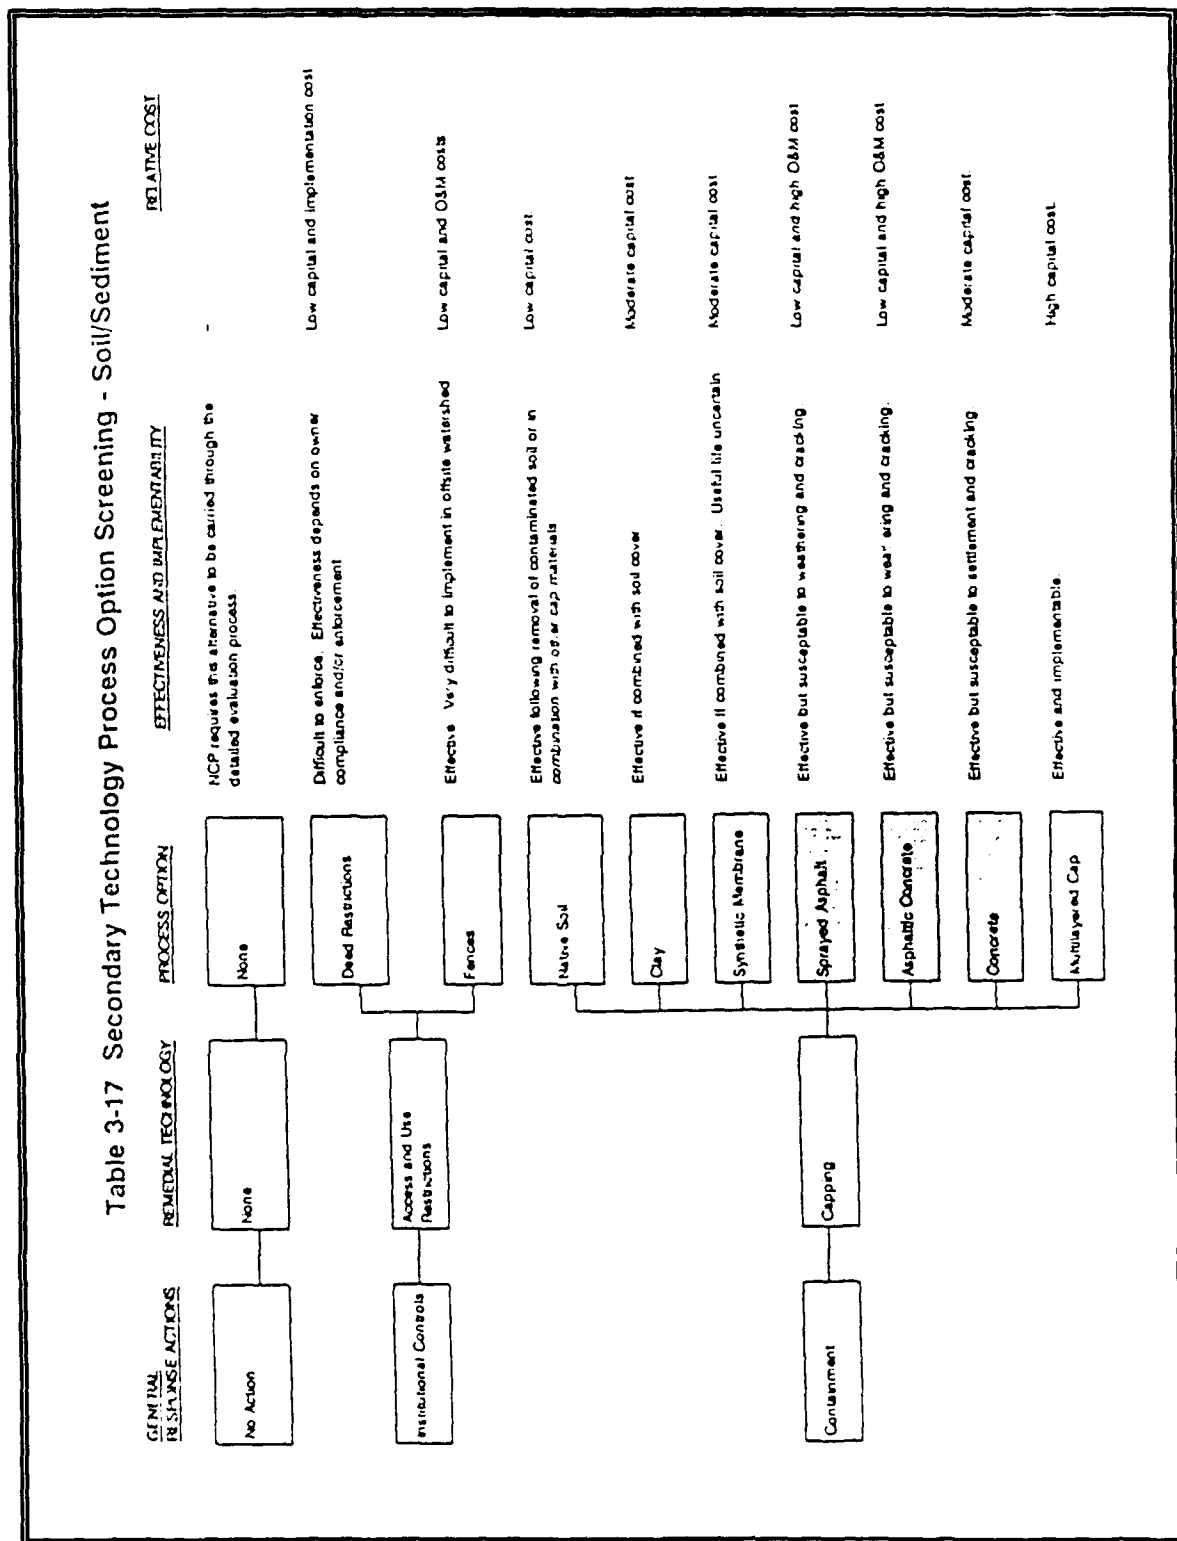 Table 3-17 Secondary Technology Process Option Screening - Soil/Sediment
GENERAL
RESPONSE ACTIONS
REMEDIAL TECHNOLOGY
PROCESS OPTION
EFFECTIVENESS AND IMPLEMENTABILITY
RELATIVE COST
No Action
None
None
NCP requires this alternative to be carried through the
detailed evaluation process.
-
Institutional Controls
Access and Use
Restrictions
Deed Restrictions
Difficult to enforce. Effectiveness depends on owner
compliance and/or enforcement
Low capital and implementation cost
Fences
Effective Very difficult to implement in offsite watershed
Low capital and O&M costs
Containment
Capping
Native Soil
Effective following removal of contaminated soil or in
combination with other cap materials
Low capital cost
Clay
Effective if combined with soil cover
Moderate capital cost
Synthetic Membrane
Effective if combined with soil cover. Useful life uncertain
Moderate capital cost
Sprayed Asphalt
Effective but susceptable to weathering and cracking.
Low capital and high O&M cost
Asphaltic Concrete
Effective but susceptable to wear ering and cracking.
Low capital and high O&M cost
Concrete
Effective but susceptable to settlement and cracking.
Moderate capital cost.
Multilayered Cap
Effective and implementable.
High capital cost.